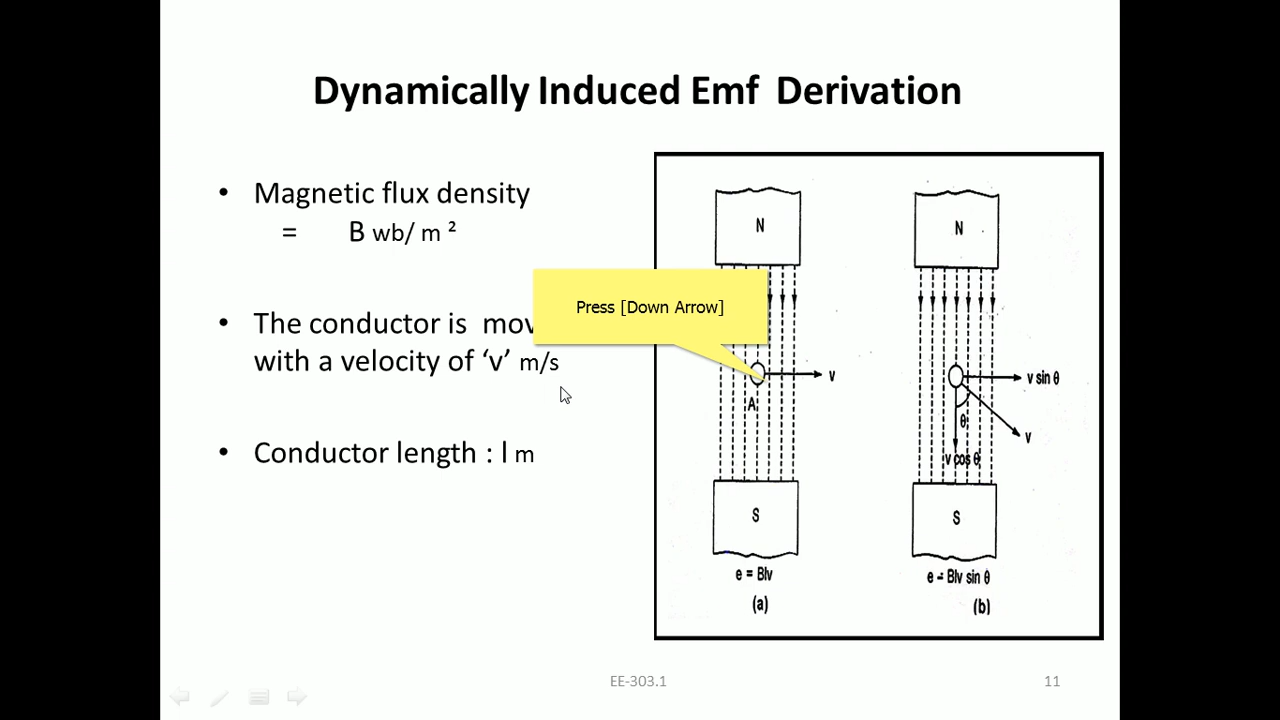 Dynamically Induced Emf Derivation
• Magnetic flux density
= B wb/ m ²
• The conductor is mov
with a velocity of ‘v’ m/s
• Conductor length : l m
Press [Down Arrow]
N
N
v
A
v sin θ
θ
v
v cos θ
S
S
e = Blv
e = Blv sin θ
(a)
(b)
EE-303.1
11